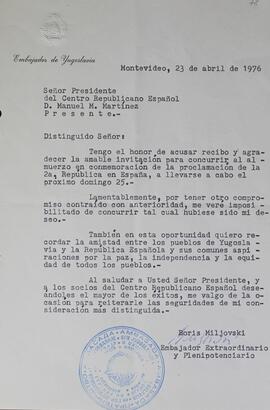 78
Embajador de Yugoslavia
Montevideo, 23 de abril de 1976
Señor Presidente
del Centro Republicano Español
D. Manuel M. Martínez
P r e s e n t e.-
Distinguido Señor:
Tengo el honor de acusar recibo y agra-
decer la amable invitación para concurrir al al-
muerzo en conmemoración de la proclamación de la
2a, República en España, a llevarse a cabo el
próximo domingo 25.-
Lamentablemente, por tener otro compro-
miso contraído con anterioridad, me veré imposi-
bilitado de concurrir tal cual hubiese sido mi de-
seo.-
También en esta oportunidad quiero re-
cordar la amistad entre los pueblos de Yugosla-
via y la República Española y sus comunes aspi-
raciones por la paz, la independencia y la equi-
dad de todos los pueblos.-
Al saludar a Usted Señor Presidente, y
a los socios del Centro Republicano Español dese-
ándoles el mayor de los éxitos, me valgo de la o-
casión para reiterarle las seguridades de mi con-
sideración más distinguida.-
Boris Miljovski
Embajador Extraordinario
y Plenipotenciario